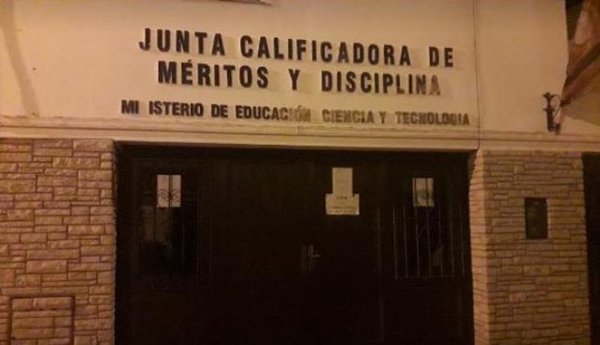 JUNTA CALIFICADORA DE
MÉRITOS Y DISCIPLINA
MI ISTERIO DE EDUCACIÓN CIENCIA Y TECNOLOGIA